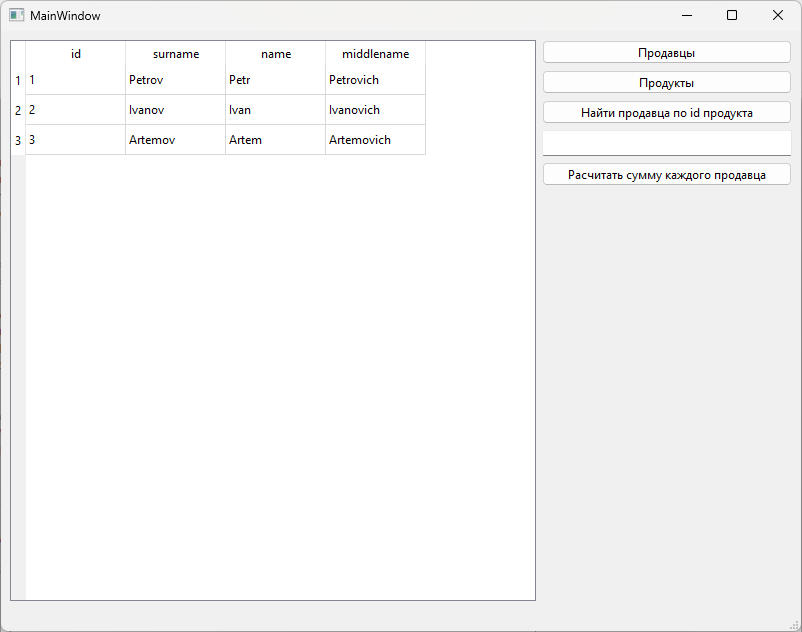 MainWindow
id surname name middlename
1 1 Petrov Petr Petrovich
2 2 Ivanov Ivan Ivanovich
3 3 Artemov Artem Artemovich
Продавцы
Продукты
Найти продавца по id продукта
Расчитать сумму каждого продавца